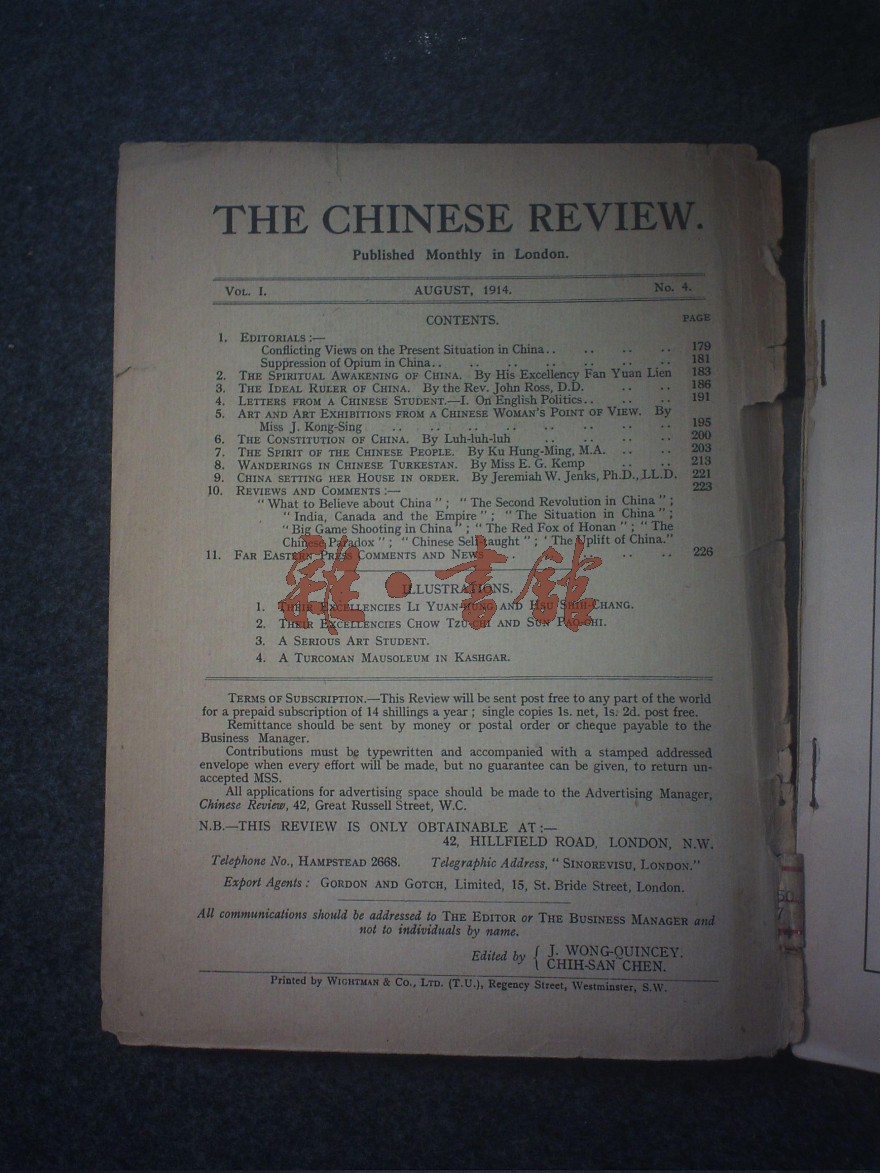 THE CHINESE REVIEW.
Published Monthly in London.
VOL. I. AUGUST, 1914. No. 4.
CONTENTS. PAGE
1. EDITORIALS :—
Conflicting Views on the Present Situation in China.. .. .. .. 179
Suppression of Opium in China.. .. .. .. .. .. .. 181
2. THE SPIRITUAL AWAKENING OF CHINA. By His Excellency Fan Yuan Lien 183
3. THE IDEAL RULER OF CHINA. By the Rev. John Ross, D.D. .. .. 186
4. LETTERS FROM A CHINESE STUDENT.—I. On English Politics.. .. .. 191
5. ART AND ART EXHIBITIONS FROM A CHINESE WOMAN'S POINT OF VIEW. By
Miss J. Kong-Sing .. .. .. .. .. .. .. .. 195
6. THE CONSTITUTION OF CHINA. By Luh-luh-luh .. .. .. .. 200
7. THE SPIRIT OF THE CHINESE PEOPLE. By Ku Hung-Ming, M.A. .. .. 203
8. WANDERINGS IN CHINESE TURKESTAN. By Miss E. G. Kemp .. .. 213
9. CHINA SETTING HER HOUSE IN ORDER. By Jeremiah W. Jenks, Ph.D., LL.D. 221
10. REVIEWS AND COMMENTS :— 223
" What to Believe about China " ; " The Second Revolution in China " ;
" India, Canada and the Empire " ; " The Situation in China " ;
" Big Game Shooting in China " ; " The Red Fox of Honan " ; " The
Chinese Paradox " ; " Chinese Self-taught " ; ' The Uplift of China."
11. FAR EASTERN PRESS COMMENTS AND NEWS .. .. .. .. 226
雜·書館
ILLUSTRATIONS.
1. THEIR EXCELLENCIES LI YUAN-HUNG AND HSU SHIH-CHANG.
2. THEIR EXCELLENCIES CHOW TZU-CHI AND SUN PAO-CHI.
3. A SERIOUS ART STUDENT.
4. A TURCOMAN MAUSOLEUM IN KASHGAR.
TERMS OF SUBSCRIPTION.—This Review will be sent post free to any part of the world
for a prepaid subscription of 14 shillings a year ; single copies 1s. net, 1s. 2d. post free.
Remittance should be sent by money or postal order or cheque payable to the
Business Manager.
Contributions must be typewritten and accompanied with a stamped addressed
envelope when every effort will be made, but no guarantee can be given, to return un-
accepted MSS.
All applications for advertising space should be made to the Advertising Manager,
Chinese Review, 42, Great Russell Street, W.C.
N.B.—THIS REVIEW IS ONLY OBTAINABLE AT :—
42, HILLFIELD ROAD, LONDON, N.W.
Telephone No., HAMPSTEAD 2668. Telegraphic Address, " SINOREVISU, LONDON."
Export Agents : GORDON AND GOTCH, Limited, 15, St. Bride Street, London.
All communications should be addressed to THE EDITOR or THE BUSINESS MANAGER and
not to individuals by name.
Edited by { J. WONG-QUINCEY.
CHIH-SAN CHEN.
Printed by WIGHTMAN & CO., LTD. (T.U.), Regency Street, Westminster, S.W.